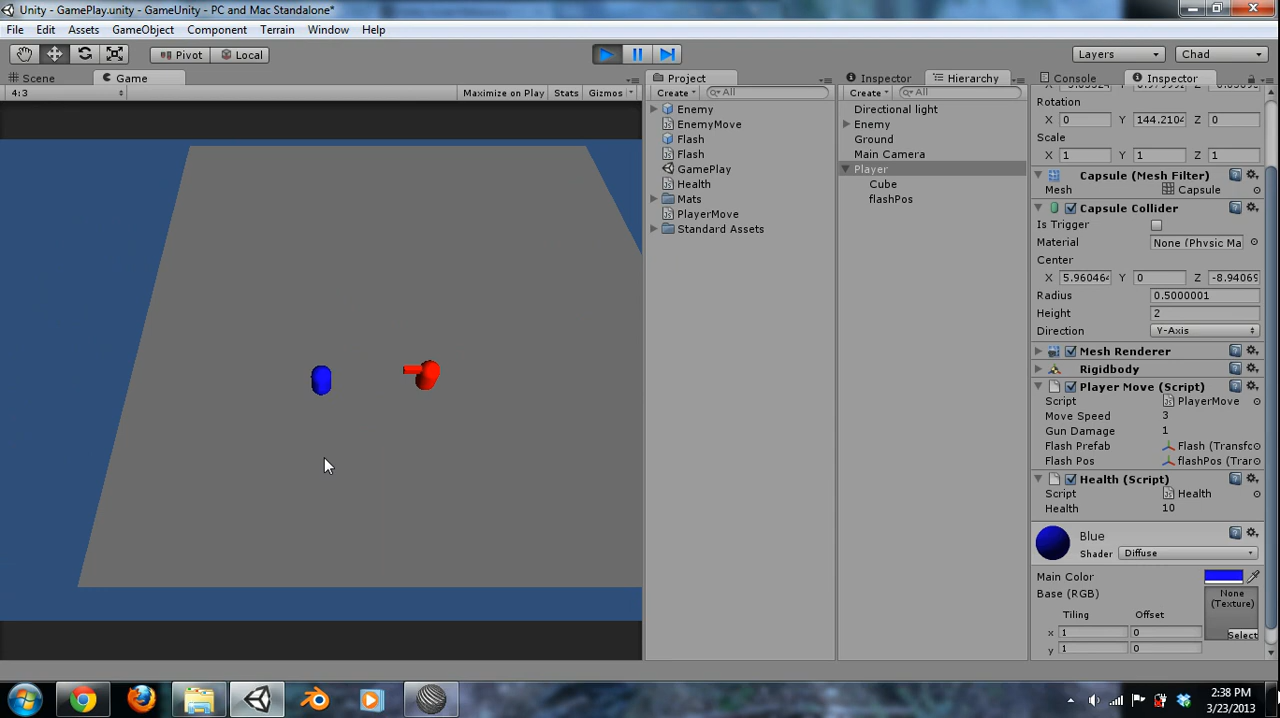 Unity - GamePlay.unity - GameUnity - PC and Mac Standalone*
File Edit Assets GameObject Component Terrain Window Help
Pivot Local Layers Chad
Scene Game
4:3 Maximize on Play Stats Gizmos
Project
Create All
Enemy
EnemyMove
Flash
Flash
GamePlay
Health
Mats
PlayerMove
Standard Assets
Inspector Hierarchy
Create All
Directional light
Enemy
Ground
Main Camera
Player
Cube
flashPos
Console Inspector
Rotation
X 0 Y 144.2104 Z 0
Scale
X 1 Y 1 Z 1
Capsule (Mesh Filter)
Mesh Capsule
Capsule Collider
Is Trigger
Material None (Physic Ma
Center
X 5.960464 Y 0 Z -8.94069
Radius 0.5000001
Height 2
Direction Y-Axis
Mesh Renderer
Rigidbody
Player Move (Script)
Script PlayerMove
Move Speed 3
Gun Damage 1
Flash Prefab Flash (Transfo
Flash Pos flashPos (Trar
Health (Script)
Script Health
Health 10
Blue
Shader Diffuse
Main Color
Base (RGB) None
(Texture)
Tiling Offset
x 1 0
y 1 0
Select
2:38 PM
3/23/2013